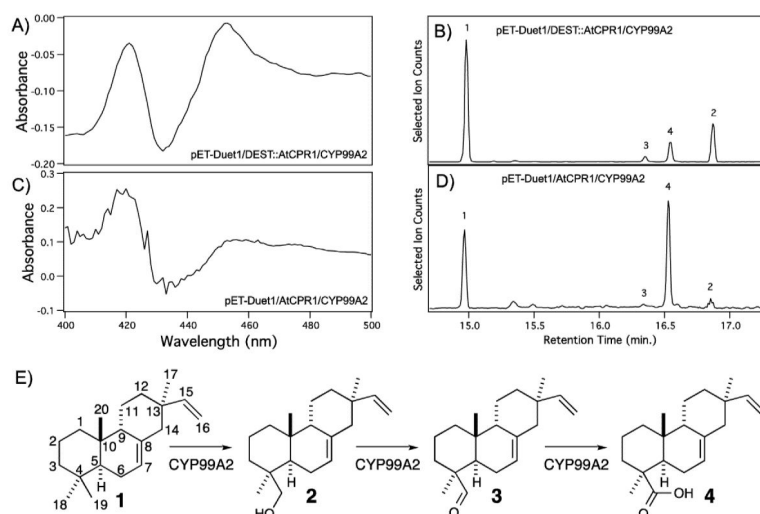 A)
0.00
-0.05
-0.10
-0.15
-0.20
Absorbance
pET-Duet1/DEST::AtCPR1/CYP99A2
B)
pET-Duet1/DEST::AtCPR1/CYP99A2
Selected Ion Counts
1
3
4
2
C)
0.3
0.2
0.1
0.0
-0.1
Absorbance
pET-Duet1/AtCPR1/CYP99A2
400 420 440 460 480 500
Wavelength (nm)
D)
pET-Duet1/AtCPR1/CYP99A2
Selected Ion Counts
1
3
4
2
15.0 15.5 16.0 16.5 17.0
Retention Time (min.)
E)
1
2
3
4
5
6
7
8
9
10
11
12
13
14
15
16
17
18
19
20
H
1
CYP99A2
H
HO
2
CYP99A2
H
O
3
CYP99A2
H
OH
O
4